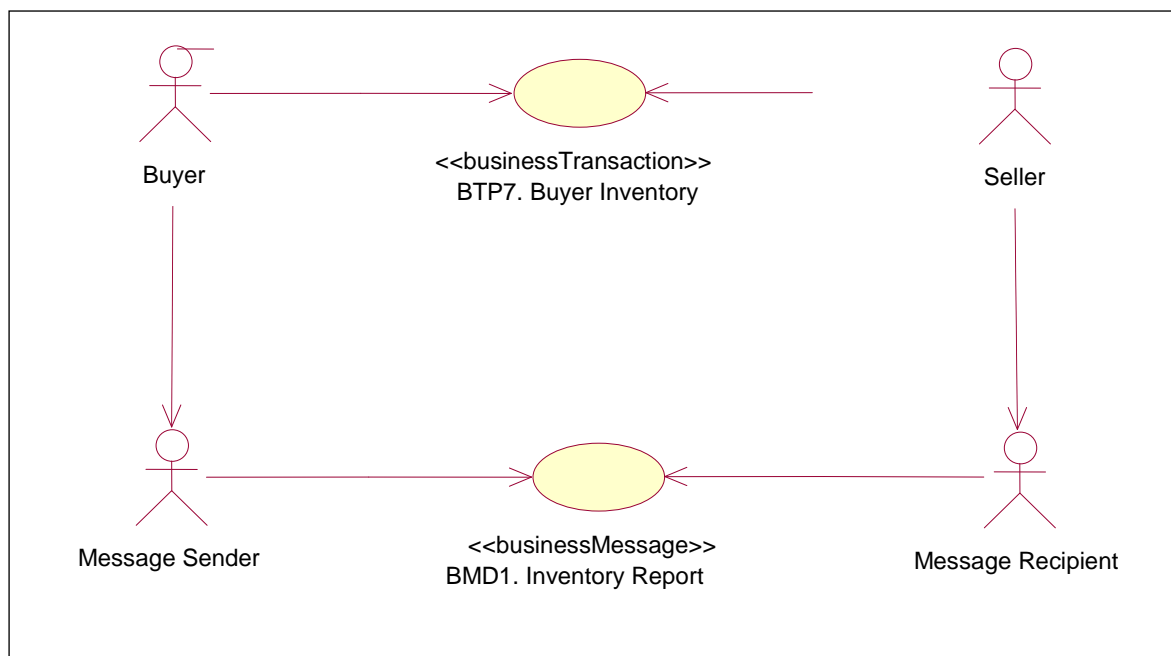 <<businessTransaction>>
BTP7. Buyer Inventory
Buyer
Seller
<<businessMessage>>
BMD1. Inventory Report
Message Sender
Message Recipient